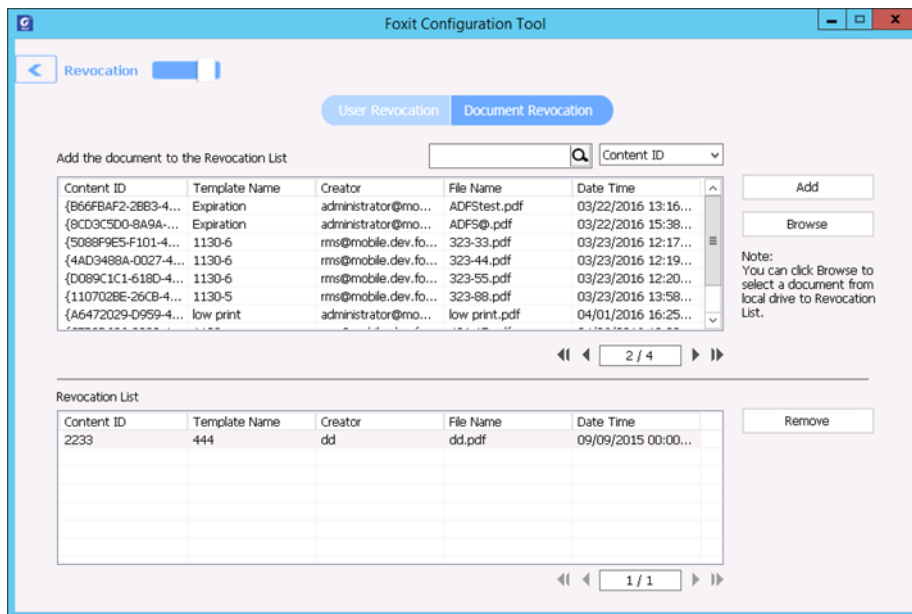 Foxit Configuration Tool
Revocation
User Revocation Document Revocation
Add the document to the Revocation List Content ID
Content ID Template Name Creator File Name Date Time
{B66FBAF2-2BB3-4... Expiration administrator@mo... ADFStest.pdf 03/22/2016 13:16...
{8CD3C5D0-8A9A-... Expiration administrator@mo... ADFS@.pdf 03/22/2016 15:38...
{5088F9E5-F101-4... 1130-6 rms@mobile.dev.fo... 323-33.pdf 03/23/2016 12:17...
{4AD3488A-0027-4... 1130-6 rms@mobile.dev.fo... 323-44.pdf 03/23/2016 12:19...
{D089C1C1-618D-4... 1130-6 rms@mobile.dev.fo... 323-55.pdf 03/23/2016 12:20...
{110702BE-26CB-4... 1130-5 rms@mobile.dev.fo... 323-88.pdf 03/23/2016 13:58...
{A6472029-D959-4... low print administrator@mo... low print.pdf 04/01/2016 16:25...
Add
Browse
Note:
You can click Browse to
select a document from
local drive to Revocation
List.
2 / 4
Revocation List
Content ID Template Name Creator File Name Date Time
2233 444 dd dd.pdf 09/09/2015 00:00...
Remove
1 / 1